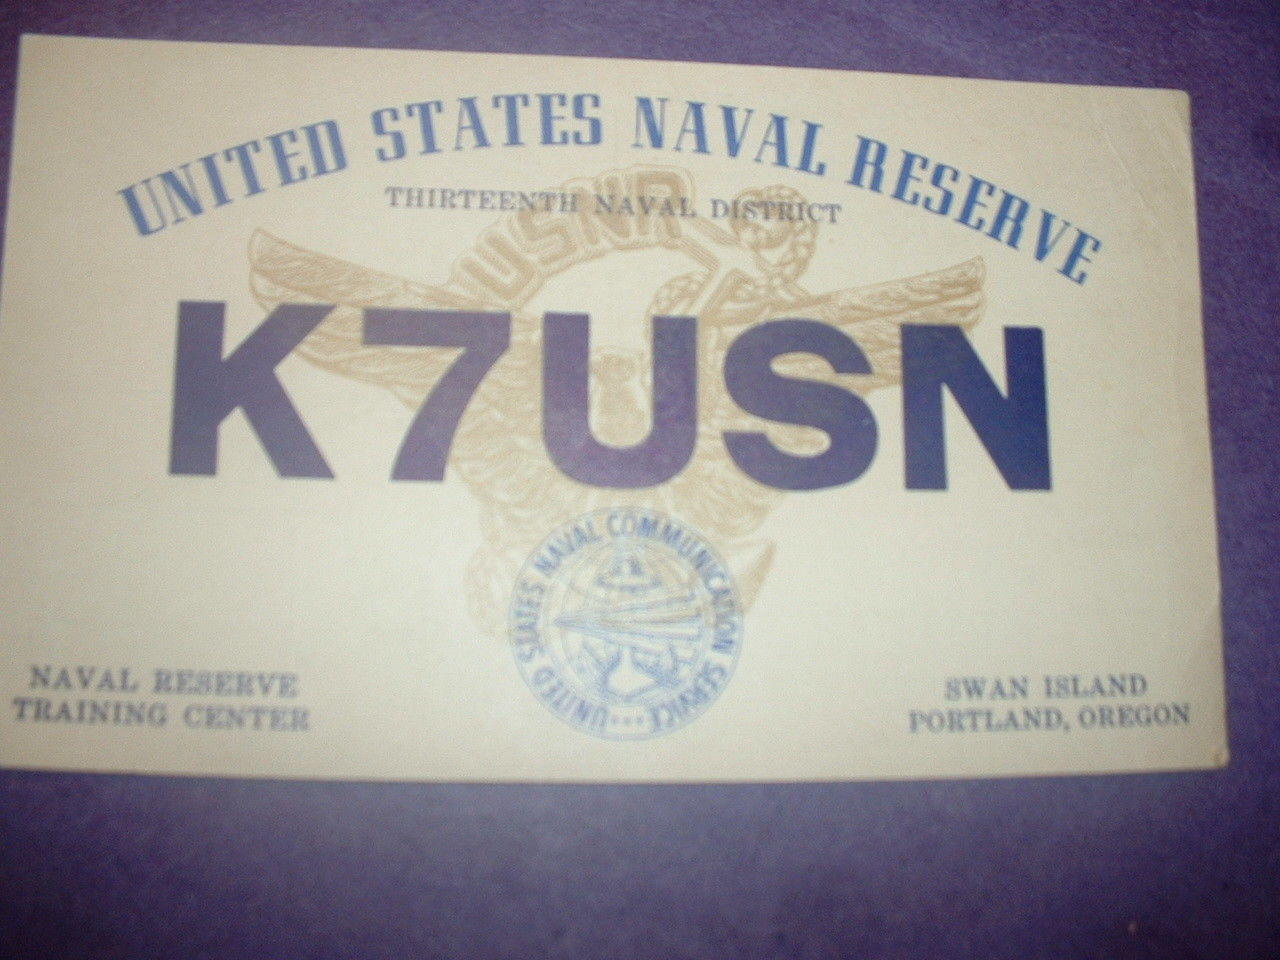 UNITED STATES NAVAL RESERVE
THIRTEENTH NAVAL DISTRICT
USNR
K7USN
UNITED STATES NAVAL COMMUNICATION SERVICE
NAVAL RESERVE
TRAINING CENTER
SWAN ISLAND
PORTLAND, OREGON